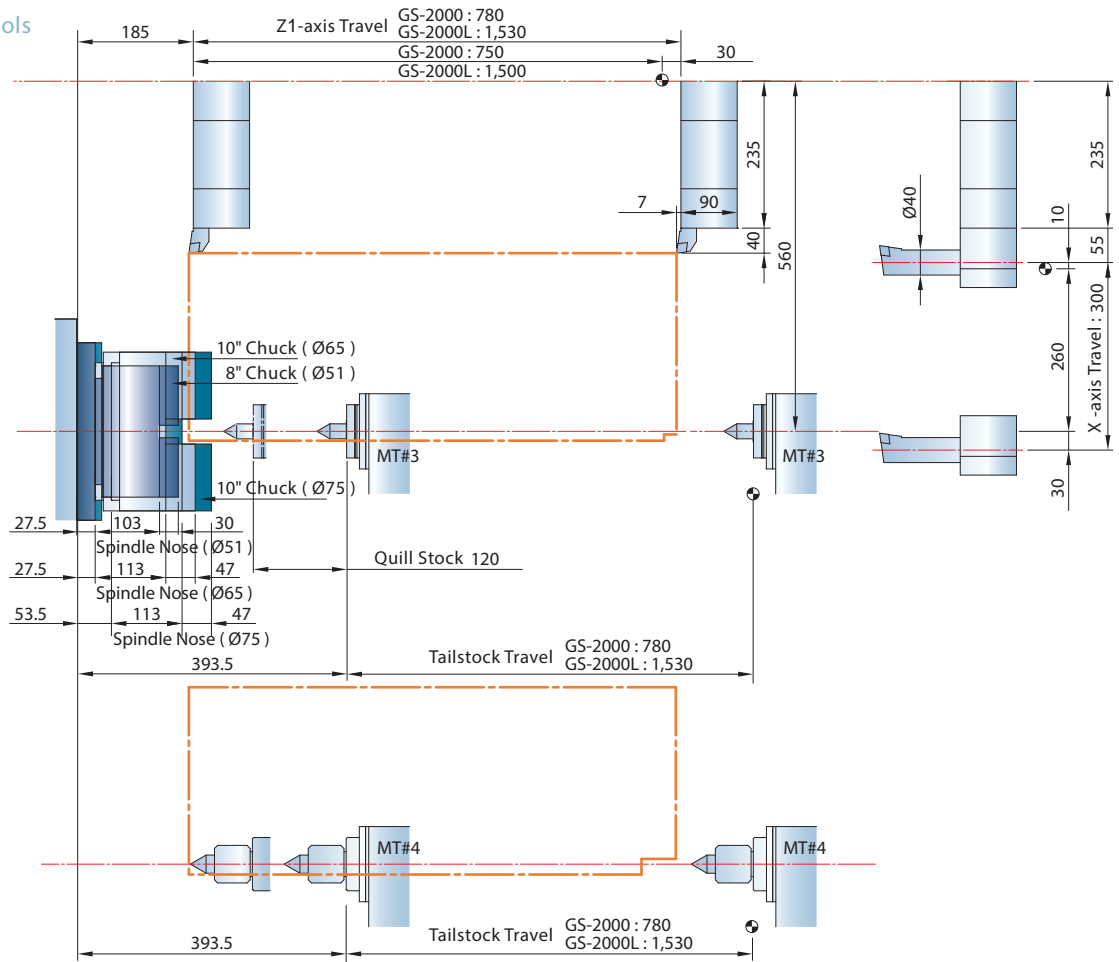 ols
185
Z1-axis Travel
GS-2000 : 780
GS-2000L : 1,530
GS-2000 : 750
GS-2000L : 1,500
30
235
235
7
90
40
560
Ø40
10
55
X -axis Travel : 300
260
30
10" Chuck ( Ø65 )
8" Chuck ( Ø51 )
MT#3
MT#3
10" Chuck ( Ø75 )
27.5
103
30
Spindle Nose ( Ø51 )
Quill Stock 120
27.5
113
47
Spindle Nose ( Ø65 )
53.5
113
47
Spindle Nose ( Ø75 )
393.5
Tailstock Travel
GS-2000 : 780
GS-2000L : 1,530
MT#4
MT#4
393.5
Tailstock Travel
GS-2000 : 780
GS-2000L : 1,530